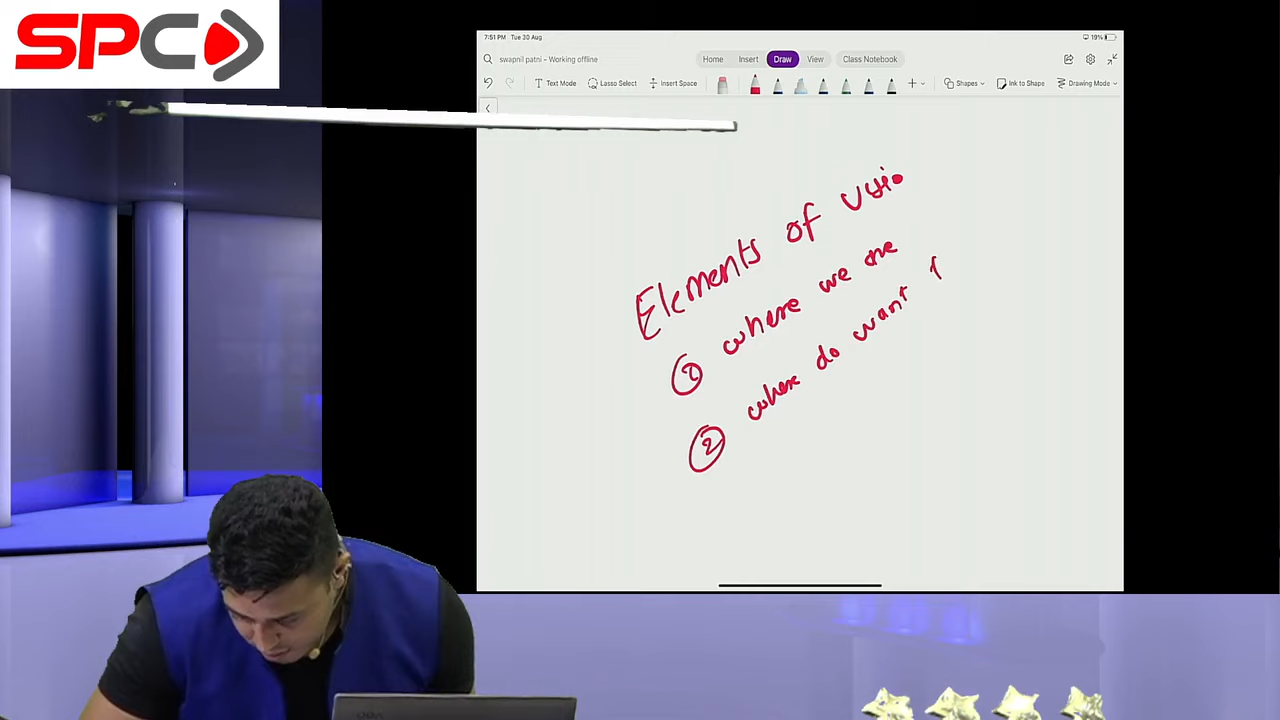 SPC
7:51 PM Tue 30 Aug
19%
swapnil patni - Working offline
Home Insert Draw View Class Notebook
Text Mode Lasso Select Insert Space Shapes Ink to Shape Drawing Mode
Elements of visio
① where we are
② where do want t